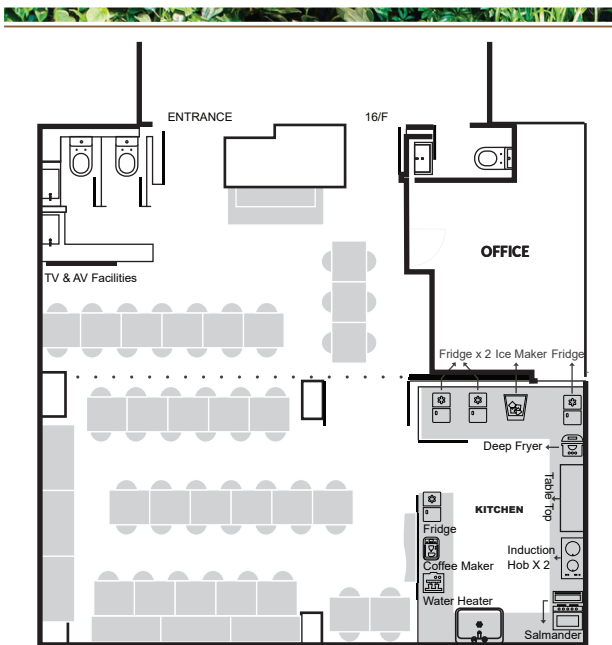 ENTRANCE
16/F
OFFICE
TV & AV Facilities
Fridge x 2 Ice Maker Fridge
Deep Fryer
Table Top
KITCHEN
Fridge
Induction
Hob X 2
Coffee Maker
Water Heater
Salmander